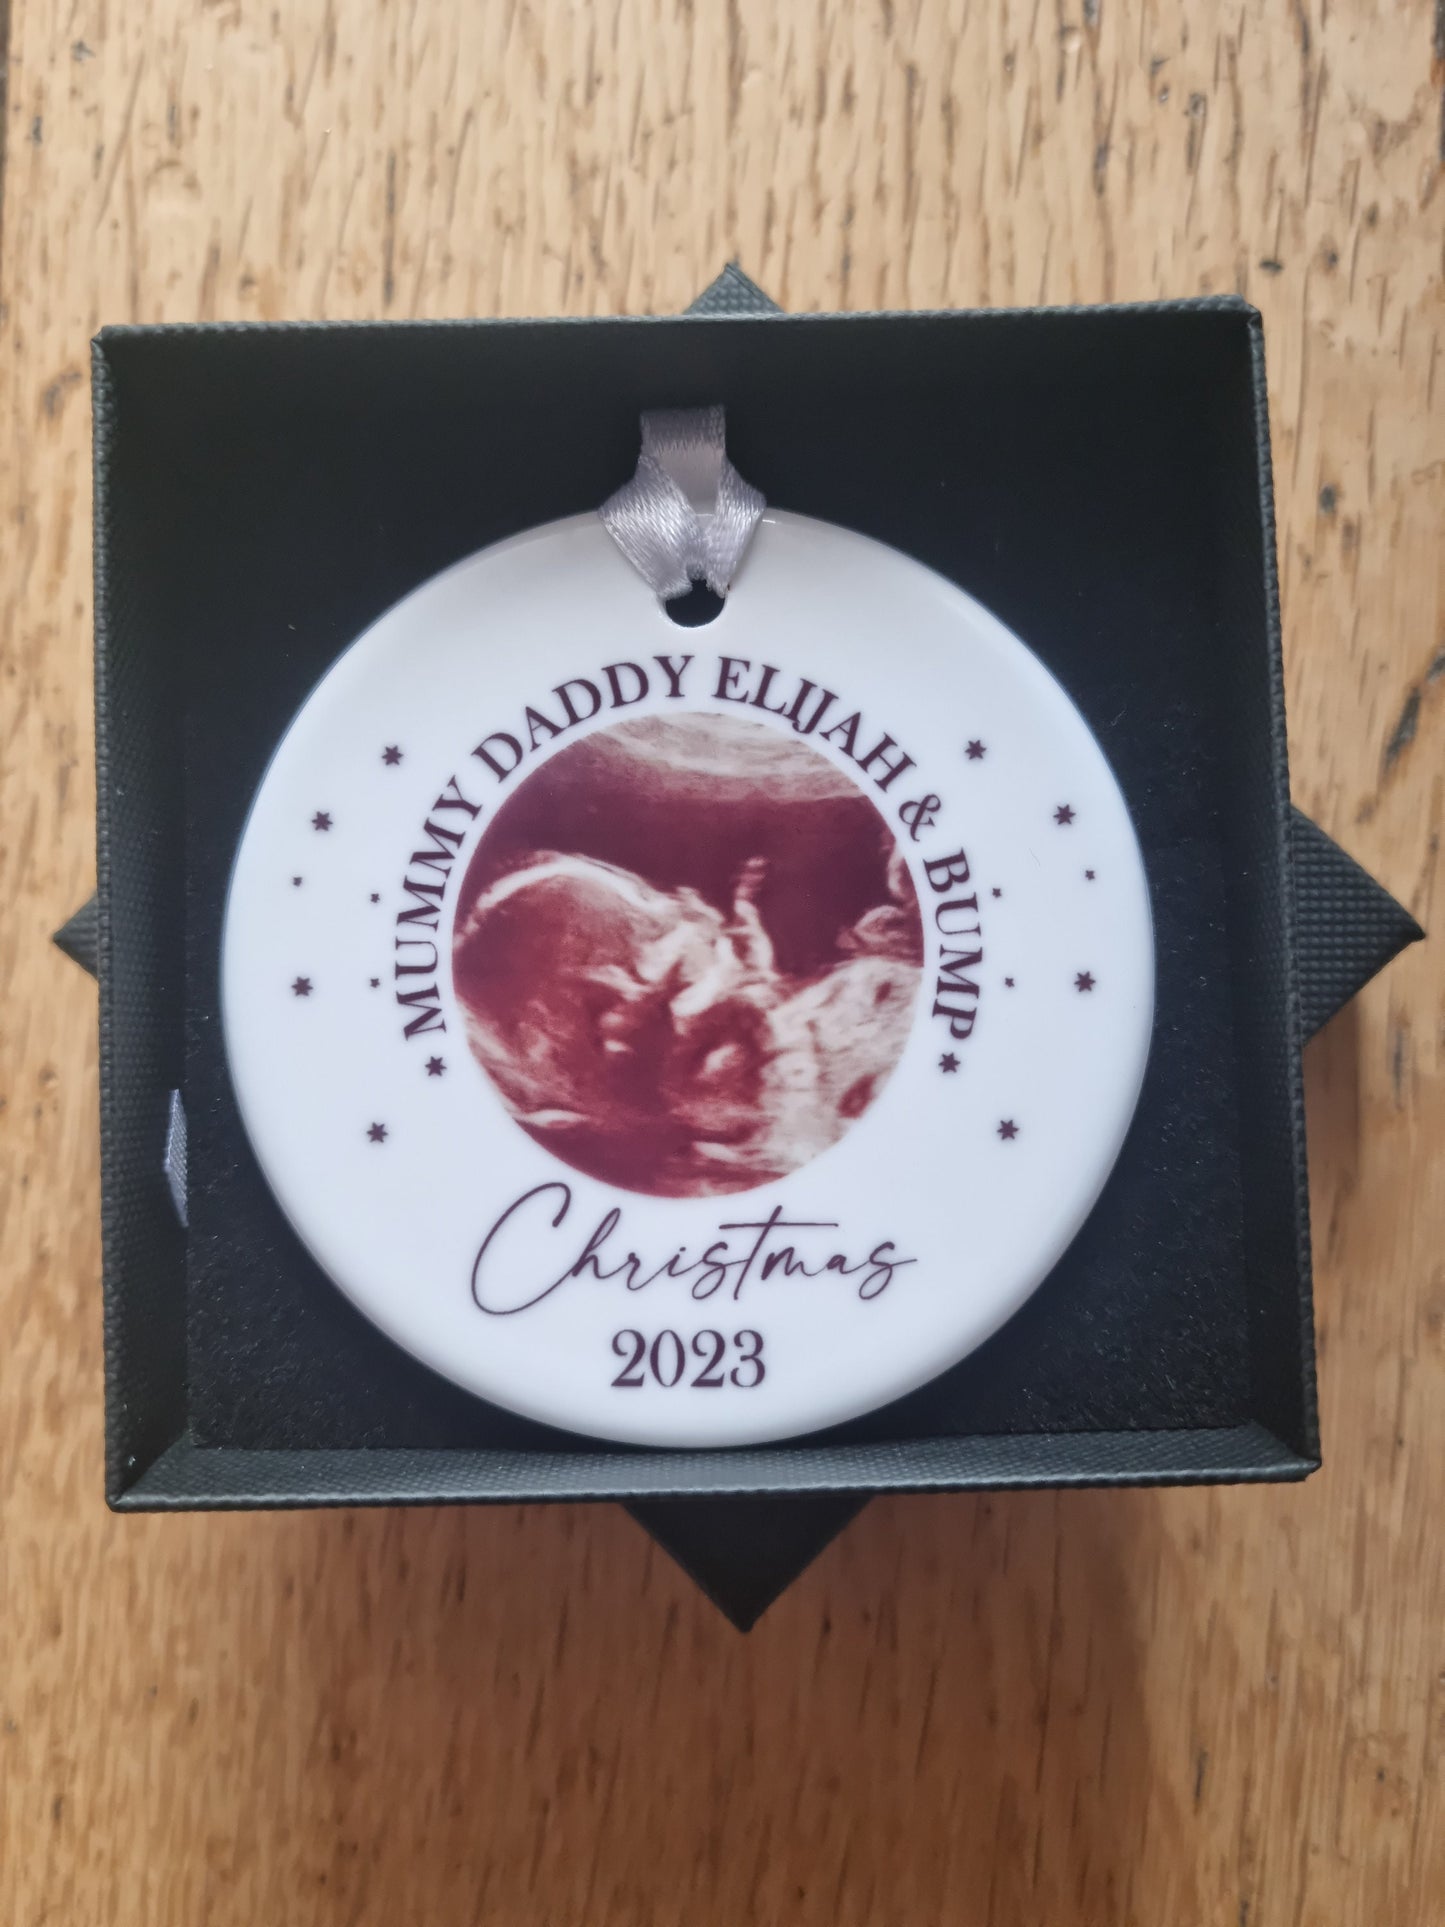 MUMMY DADDY ELIJAH & BUMP
Christmas
2023